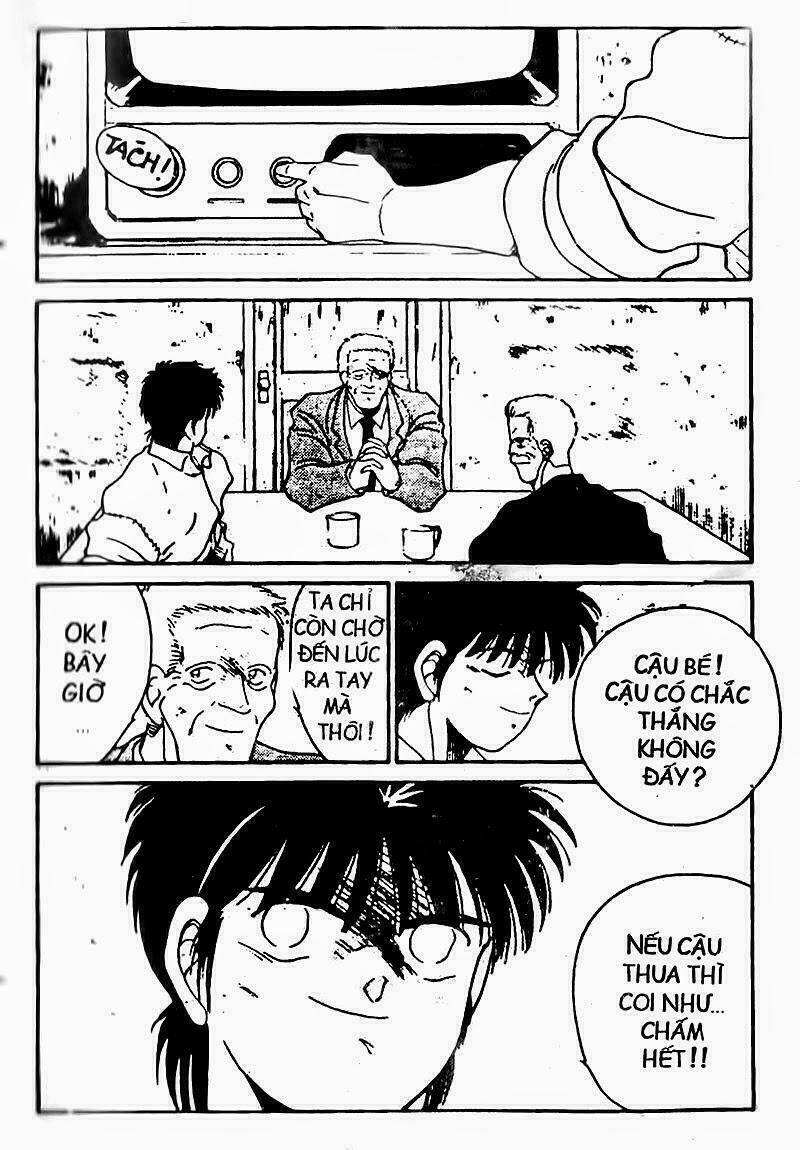 TÁCH!
OK!
BÂY
GIỜ
...
TA CHỈ
CÒN CHỜ
ĐẾN LÚC
RA TAY
MÀ
THÔI!
CẬU BÉ!
CẬU CÓ CHẮC
THẮNG
KHÔNG
ĐẤY?
NẾU CẬU
THUA THÌ
COI NHƯ...
CHẤM
HẾT!!